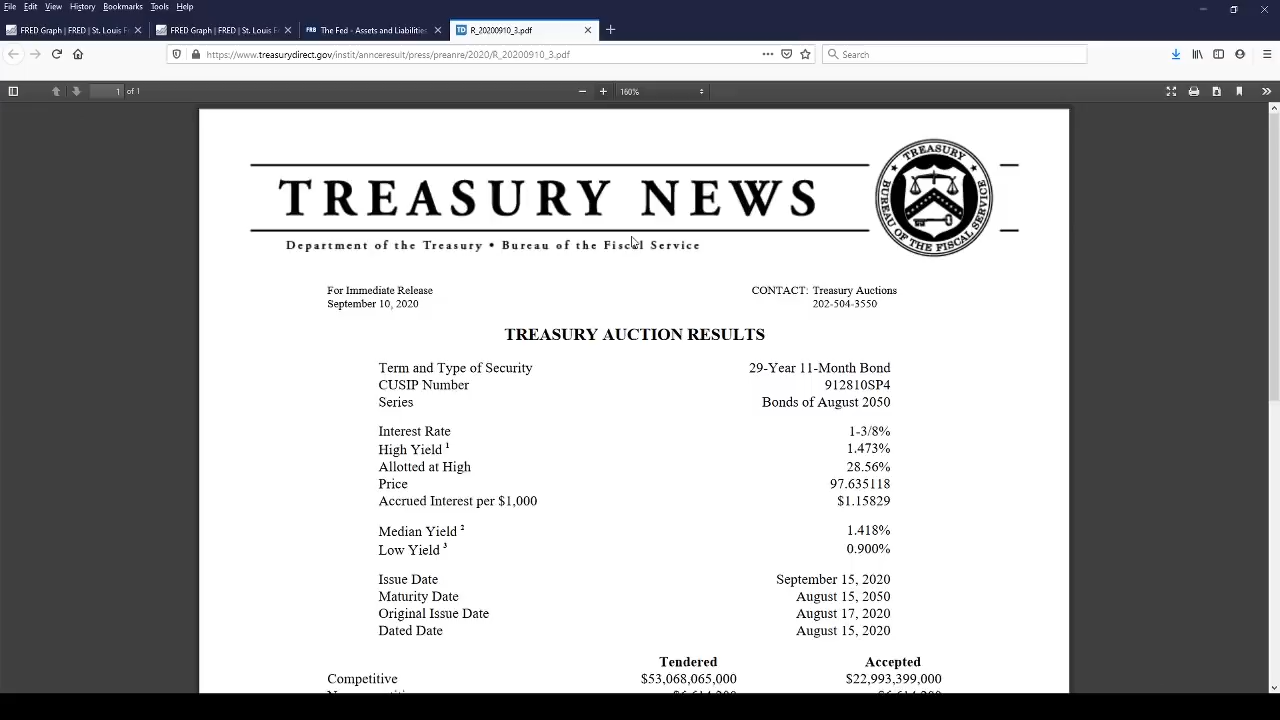 File Edit View History Bookmarks Tools Help
FRED Graph | FRED | St. Louis F
FRED Graph | FRED | St. Louis F
FRB The Fed - Assets and Liabilities
TD R_20200910_3.pdf
https://www.treasurydirect.gov/instit/annceresult/press/preanre/2020/R_20200910_3.pdf
Search
1 of 1
160%
TREASURY NEWS
Department of the Treasury • Bureau of the Fiscal Service
TREASURY
BUREAU OF THE FISCAL SERVICE
For Immediate Release
September 10, 2020
CONTACT: Treasury Auctions
202-504-3550
TREASURY AUCTION RESULTS
Term and Type of Security 29-Year 11-Month Bond
CUSIP Number 912810SP4
Series Bonds of August 2050
Interest Rate 1-3/8%
High Yield 1 1.473%
Allotted at High 28.56%
Price 97.635118
Accrued Interest per $1,000 $1.15829
Median Yield 2 1.418%
Low Yield 3 0.900%
Issue Date September 15, 2020
Maturity Date August 15, 2050
Original Issue Date August 17, 2020
Dated Date August 15, 2020
Tendered Accepted
Competitive $53,068,065,000 $22,993,399,000